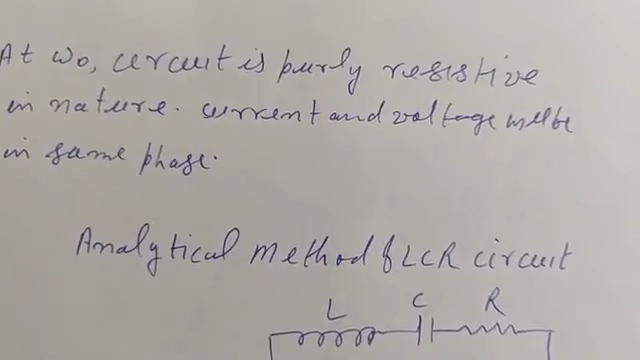 At ω₀, circuit is purly resistive
in nature. current and voltage will be
in same phase.
Analytical Method of LCR circuit
L C R